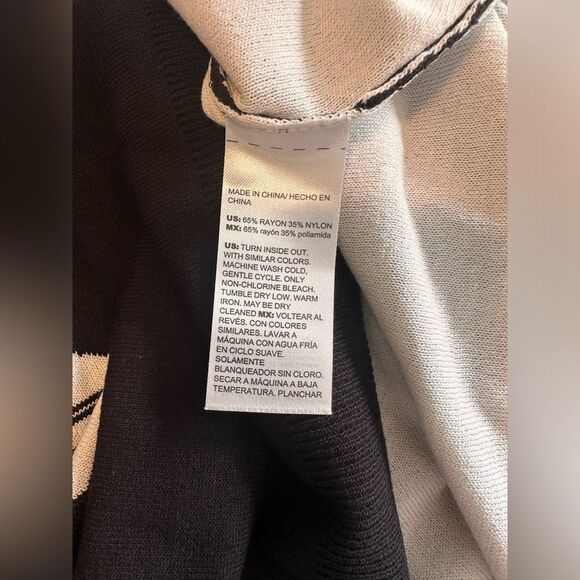 MADE IN CHINA/ HECHO EN
CHINA
US: 65% RAYON 35% NYLON
MX: 65% rayón 35% poliamida
US: TURN INSIDE OUT.
WITH SIMILAR COLORS.
MACHINE WASH COLD,
GENTLE CYCLE. ONLY
NON-CHLORINE BLEACH.
TUMBLE DRY LOW. WARM
IRON. MAY BE DRY
CLEANED MX: VOLTEAR AL
REVÉS. CON COLORES
SIMILARES. LAVAR A
MÁQUINA CON AGUA FRÍA
EN CICLO SUAVE.
SOLAMENTE
BLANQUEADOR SIN CLORO.
SECAR A MÁQUINA A BAJA
TEMPERATURA. PLANCHAR